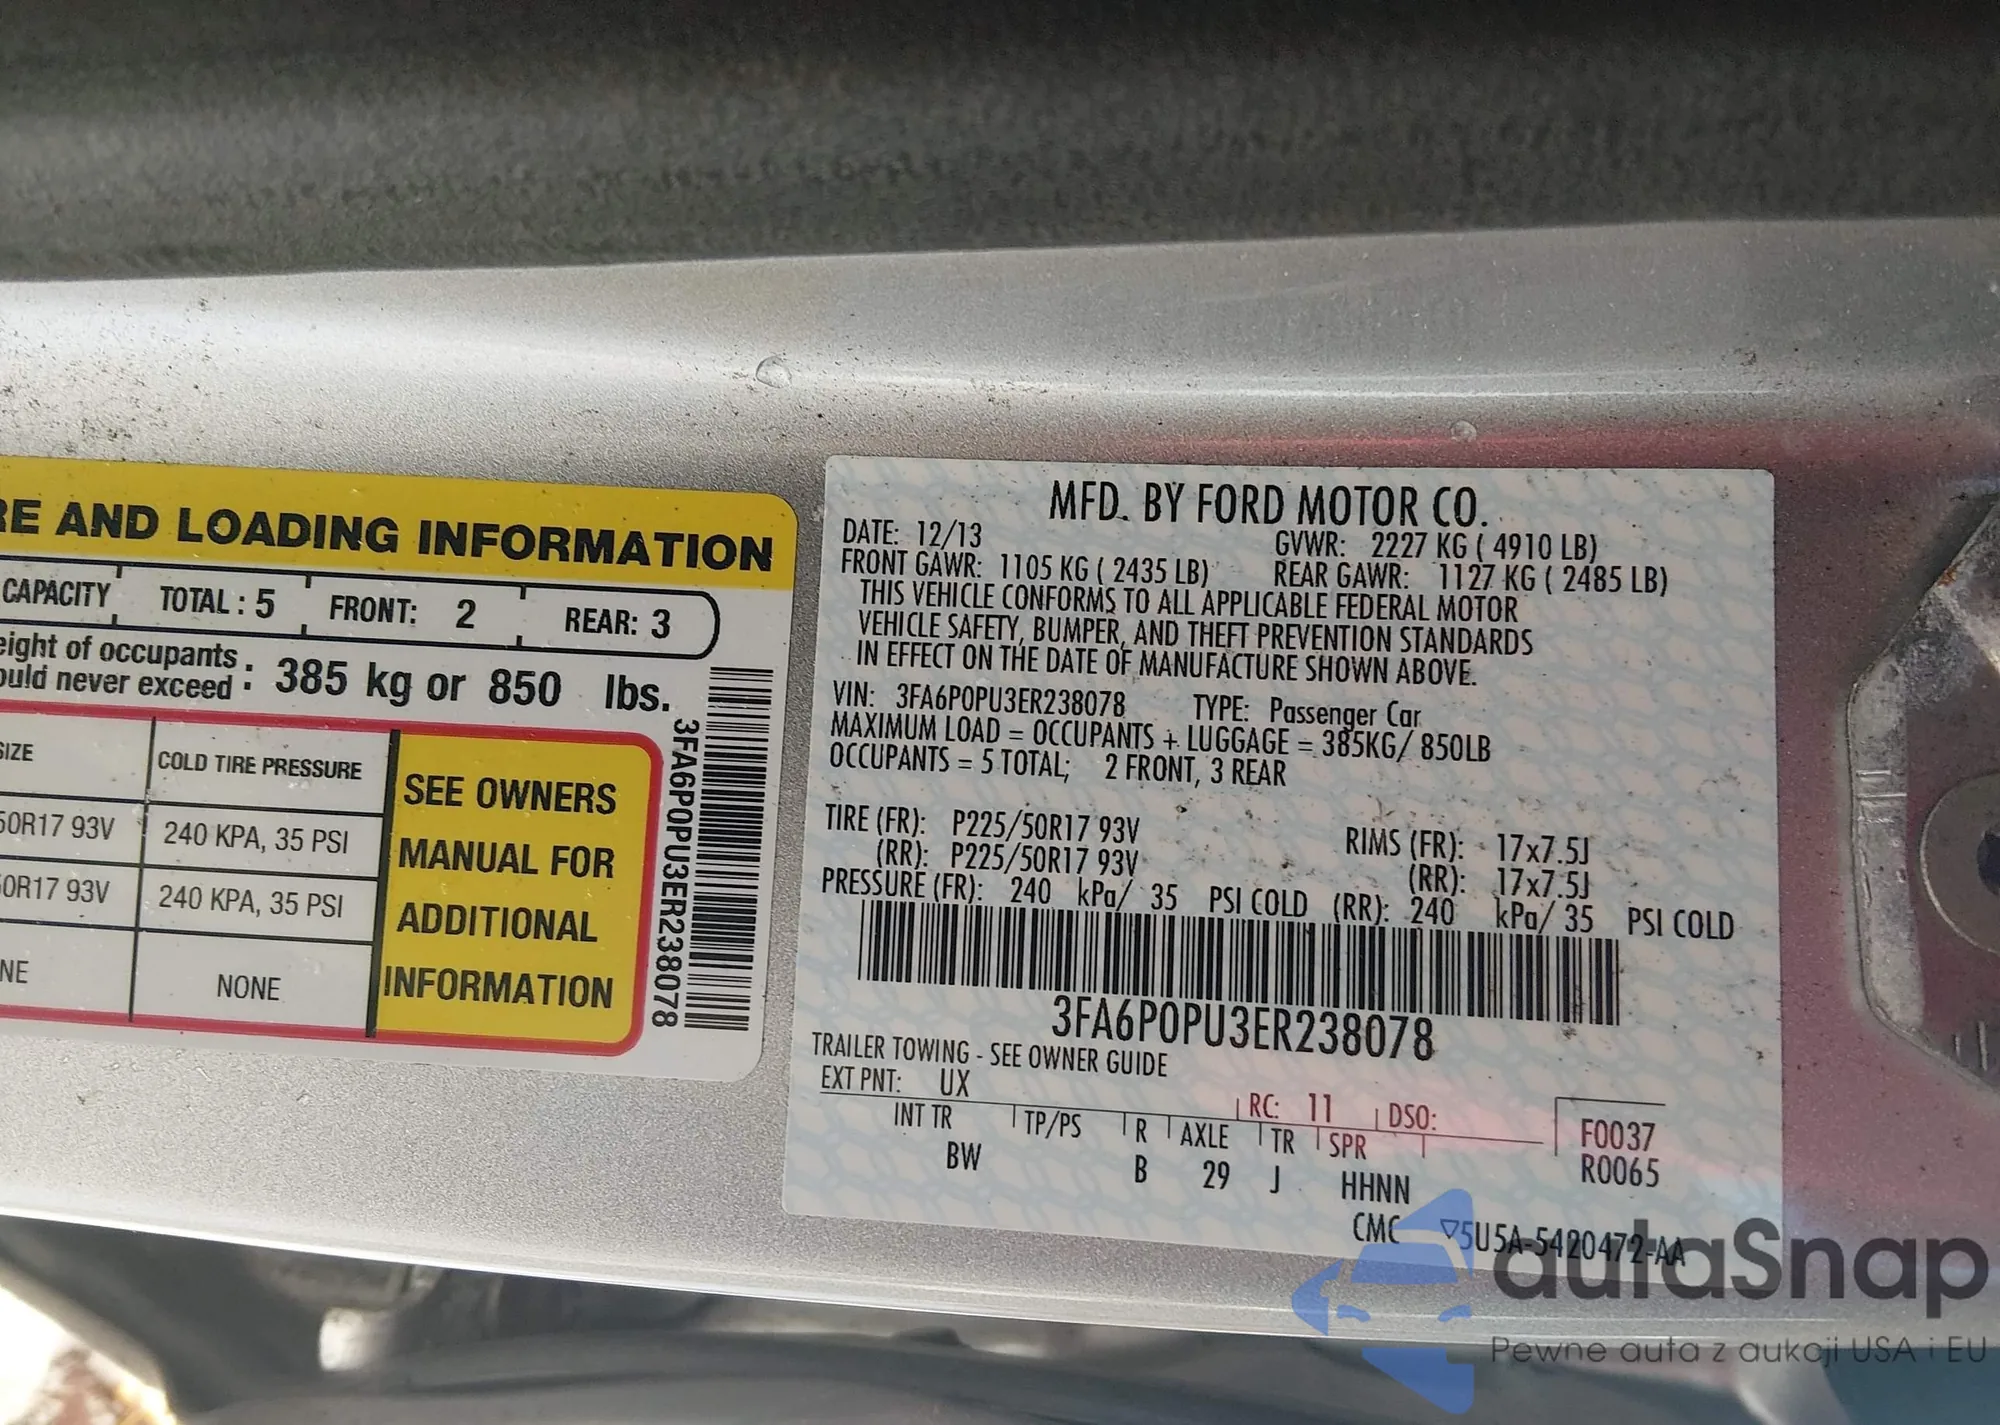 RE AND LOADING INFORMATION
CAPACITY TOTAL : 5 FRONT: 2 REAR: 3
eight of occupants
ould never exceed : 385 kg or 850 lbs.
SIZE COLD TIRE PRESSURE
50R17 93V 240 KPA, 35 PSI
50R17 93V 240 KPA, 35 PSI
NE NONE
SEE OWNERS
MANUAL FOR
ADDITIONAL
INFORMATION
3FA6P0PU3ER238078
MFD. BY FORD MOTOR CO.
DATE: 12/13 GVWR: 2227 KG ( 4910 LB)
FRONT GAWR: 1105 KG ( 2435 LB) REAR GAWR: 1127 KG ( 2485 LB)
THIS VEHICLE CONFORMS TO ALL APPLICABLE FEDERAL MOTOR
VEHICLE SAFETY, BUMPER, AND THEFT PREVENTION STANDARDS
IN EFFECT ON THE DATE OF MANUFACTURE SHOWN ABOVE.
VIN: 3FA6P0PU3ER238078 TYPE: Passenger Car
MAXIMUM LOAD = OCCUPANTS + LUGGAGE = 385KG/ 850LB
OCCUPANTS = 5 TOTAL; 2 FRONT, 3 REAR
TIRE (FR): P225/50R17 93V RIMS (FR): 17x7.5J
(RR): P225/50R17 93V (RR): 17x7.5J
PRESSURE (FR): 240 kPa/ 35 PSI COLD (RR): 240 kPa/ 35 PSI COLD
3FA6P0PU3ER238078
TRAILER TOWING - SEE OWNER GUIDE
EXT PNT: UX RC: 11 DSO: F0037
INT TR TP/PS R AXLE TR SPR R0065
BW B 29 J HHNN
CMC ▽5U5A-5420472-AA
autaSnap
Pewne auta z aukcji USA i EU